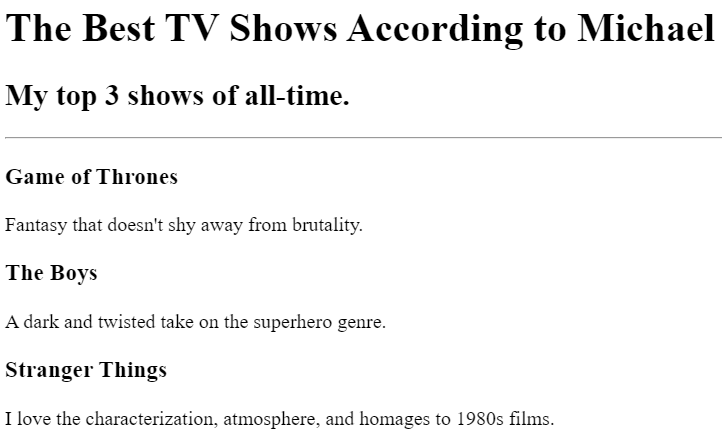 The Best TV Shows According to Michael
My top 3 shows of all-time.
Game of Thrones
Fantasy that doesn't shy away from brutality.
The Boys
A dark and twisted take on the superhero genre.
Stranger Things
I love the characterization, atmosphere, and homages to 1980s films.